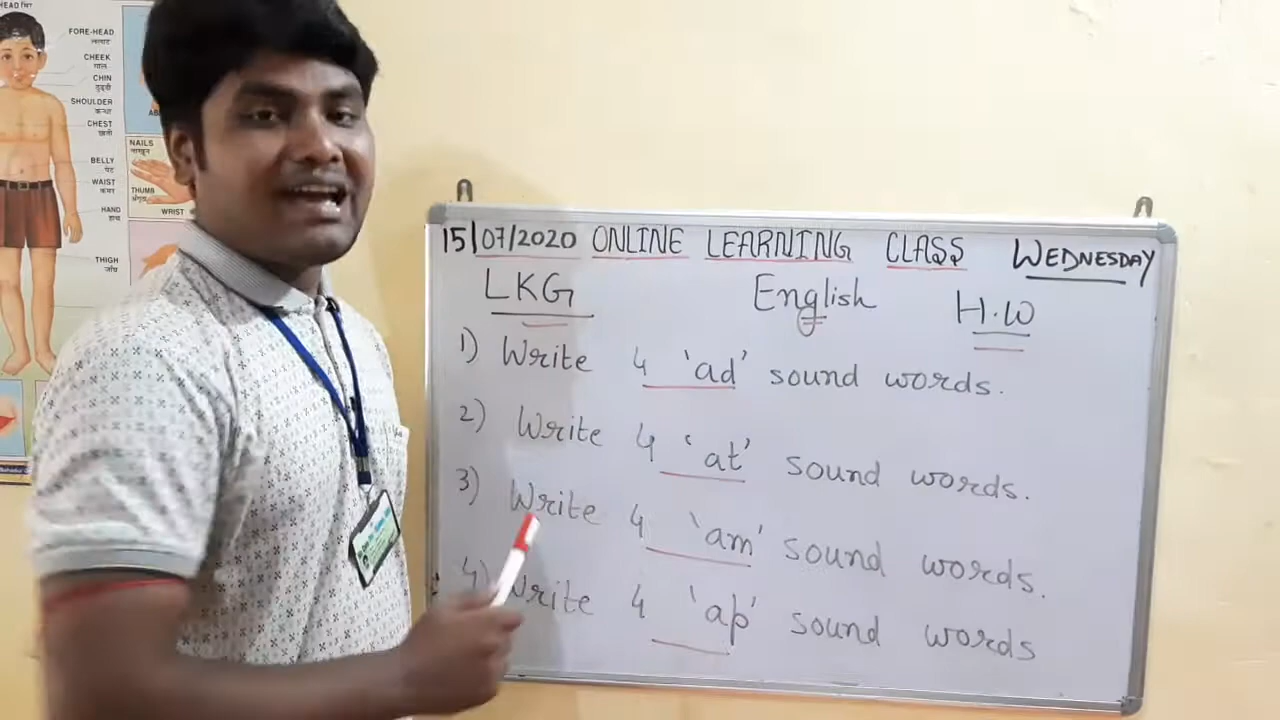 FORE-HEAD
CHEEK
गाल
CHIN
ठुड्डी
SHOULDER
कन्धा
CHEST
छाती
BELLY
पेट
WAIST
कमर
HAND
हाथ
THIGH
जाँघ
NAILS
नाखून
THUMB
WRIST
15/07/2020 ONLINE LEARNING CLASS WEDNESDAY
LKG English H.W
1) Write 4 'ad' sound words.
2) Write 4 'at' sound words.
3) Write 4 'am' sound words.
4) Write 4 'ap' sound words